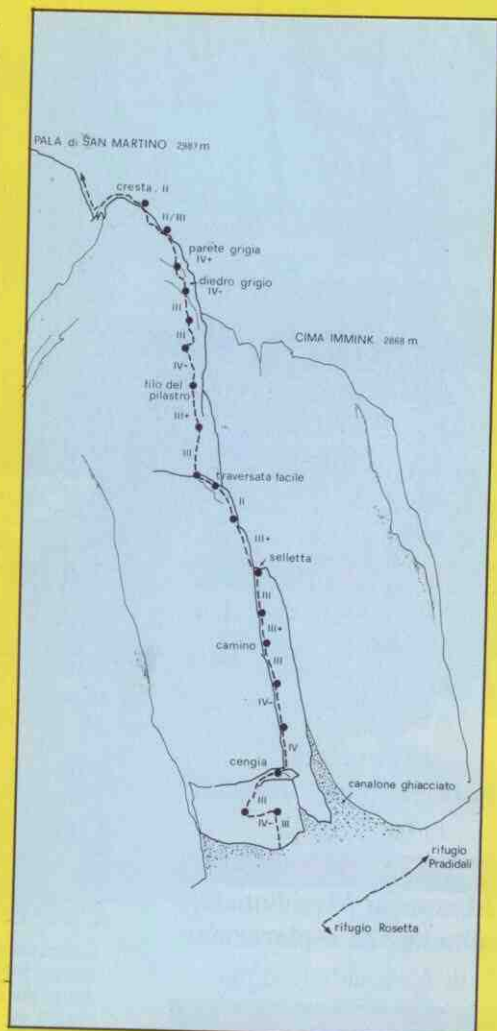 PALA di SAN MARTINO 2987 m
cresta, II
II/III
parete grigia
IV+
diedro grigio
IV-
III
III
CIMA IMMINK 2868 m
IV-
filo del
pilastro
III+
III
traversata facile
II
III+
selletta
III
III+
camino
III
IV-
IV
cengia
canalone ghiacciato
III
IV-
III
rifugio
Pradidali
rifugio Rosetta